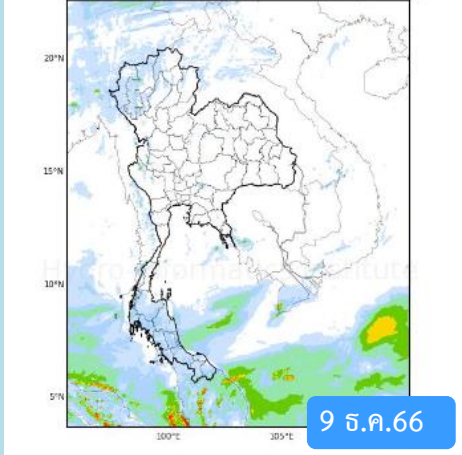 20°N
15°N
Hydro-Informatics Institute
10°N
5°N
100°E 105°E
9 ธ.ค.66